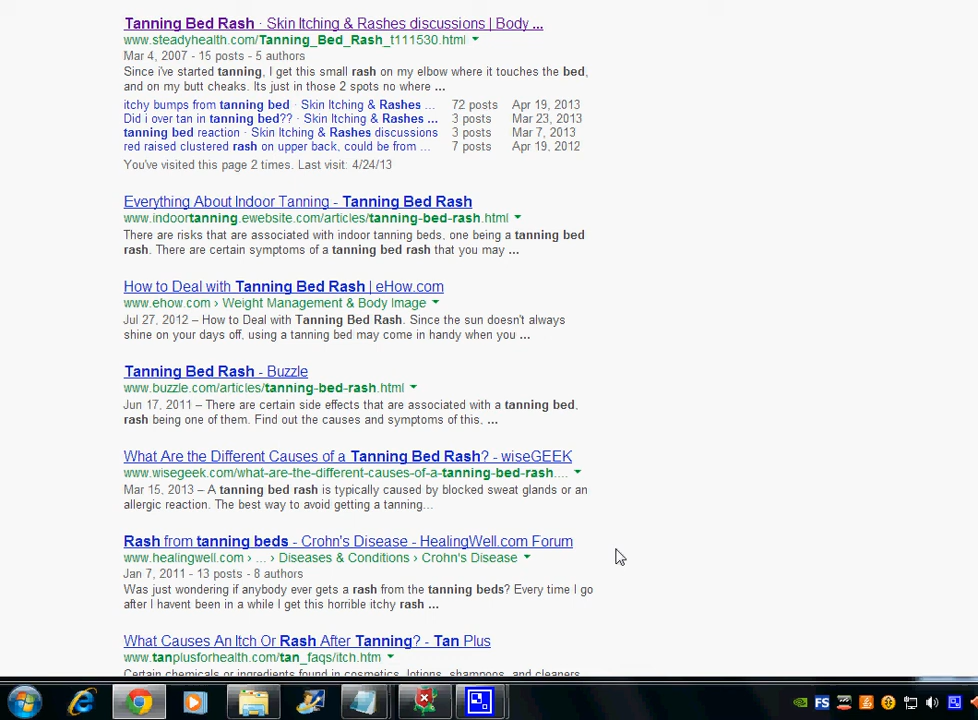 Tanning Bed Rash · Skin Itching & Rashes discussions | Body ...
www.steadyhealth.com/Tanning_Bed_Rash_t111530.html
Mar 4, 2007 - 15 posts - 5 authors
Since i've started tanning, I get this small rash on my elbow where it touches the bed,
and on my butt cheaks. Its just in those 2 spots no where ...
itchy bumps from tanning bed · Skin Itching & Rashes ... 72 posts Apr 19, 2013
Did i over tan in tanning bed?? · Skin Itching & Rashes ... 3 posts Mar 23, 2013
tanning bed reaction · Skin Itching & Rashes discussions 3 posts Mar 7, 2013
red raised clustered rash on upper back, could be from ... 7 posts Apr 19, 2012
You've visited this page 2 times. Last visit: 4/24/13
Everything About Indoor Tanning - Tanning Bed Rash
www.indoortanning.ewebsite.com/articles/tanning-bed-rash.html
There are risks that are associated with indoor tanning beds, one being a tanning bed
rash. There are certain symptoms of a tanning bed rash that you may ...
How to Deal with Tanning Bed Rash | eHow.com
www.ehow.com › Weight Management & Body Image
Jul 27, 2012 – How to Deal with Tanning Bed Rash. Since the sun doesn't always
shine on your days off, using a tanning bed may come in handy when you ...
Tanning Bed Rash - Buzzle
www.buzzle.com/articles/tanning-bed-rash.html
Jun 17, 2011 – There are certain side effects that are associated with a tanning bed,
rash being one of them. Find out the causes and symptoms of this, ...
What Are the Different Causes of a Tanning Bed Rash? - wiseGEEK
www.wisegeek.com/what-are-the-different-causes-of-a-tanning-bed-rash....
Mar 15, 2013 – A tanning bed rash is typically caused by blocked sweat glands or an
allergic reaction. The best way to avoid getting a tanning...
Rash from tanning beds - Crohn's Disease - HealingWell.com Forum
www.healingwell.com › ... › Diseases & Conditions › Crohn's Disease
Jan 7, 2011 - 13 posts - 8 authors
Was just wondering if anybody ever gets a rash from the tanning beds? Every time I go
after I havent been in a while I get this horrible itchy rash ...
What Causes An Itch Or Rash After Tanning? - Tan Plus
www.tanplusforhealth.com/tan_faqs/itch.htm
Certain chemicals or ingredients found in cosmetics, lotions, shampoos, and cleaners
FS